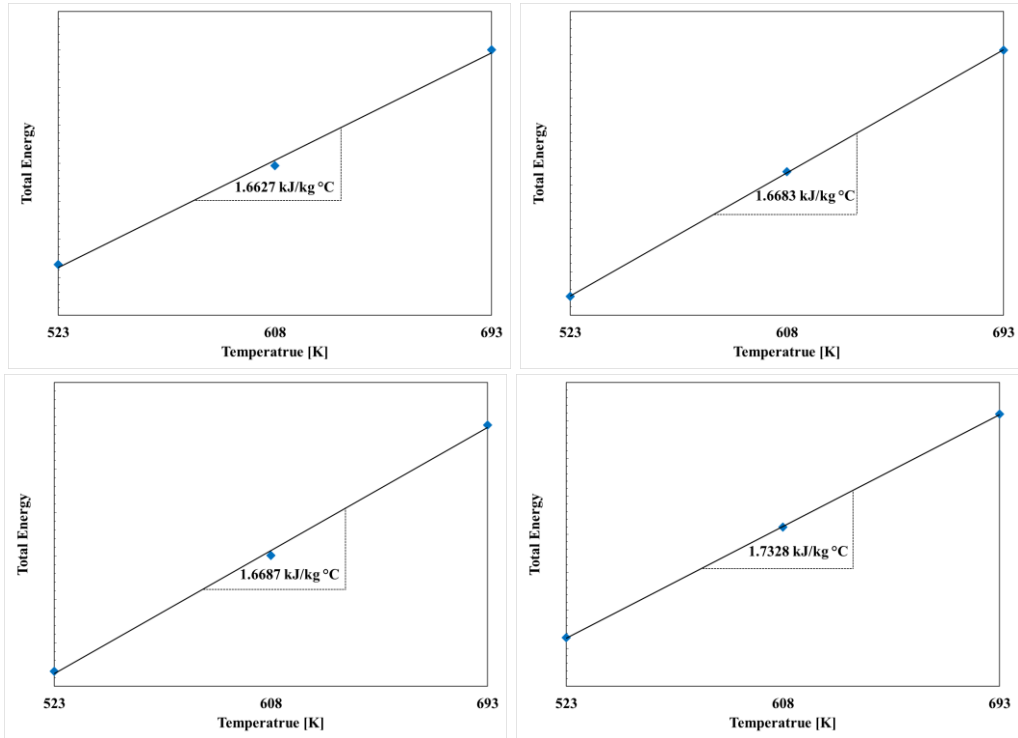 Total Energy
1.6627 kJ/kg °C
523 608 693
Temperatrue [K]
Total Energy
1.6683 kJ/kg °C
523 608 693
Temperatrue [K]
Total Energy
1.6687 kJ/kg °C
523 608 693
Temperatrue [K]
Total Energy
1.7328 kJ/kg °C
523 608 693
Temperatrue [K]